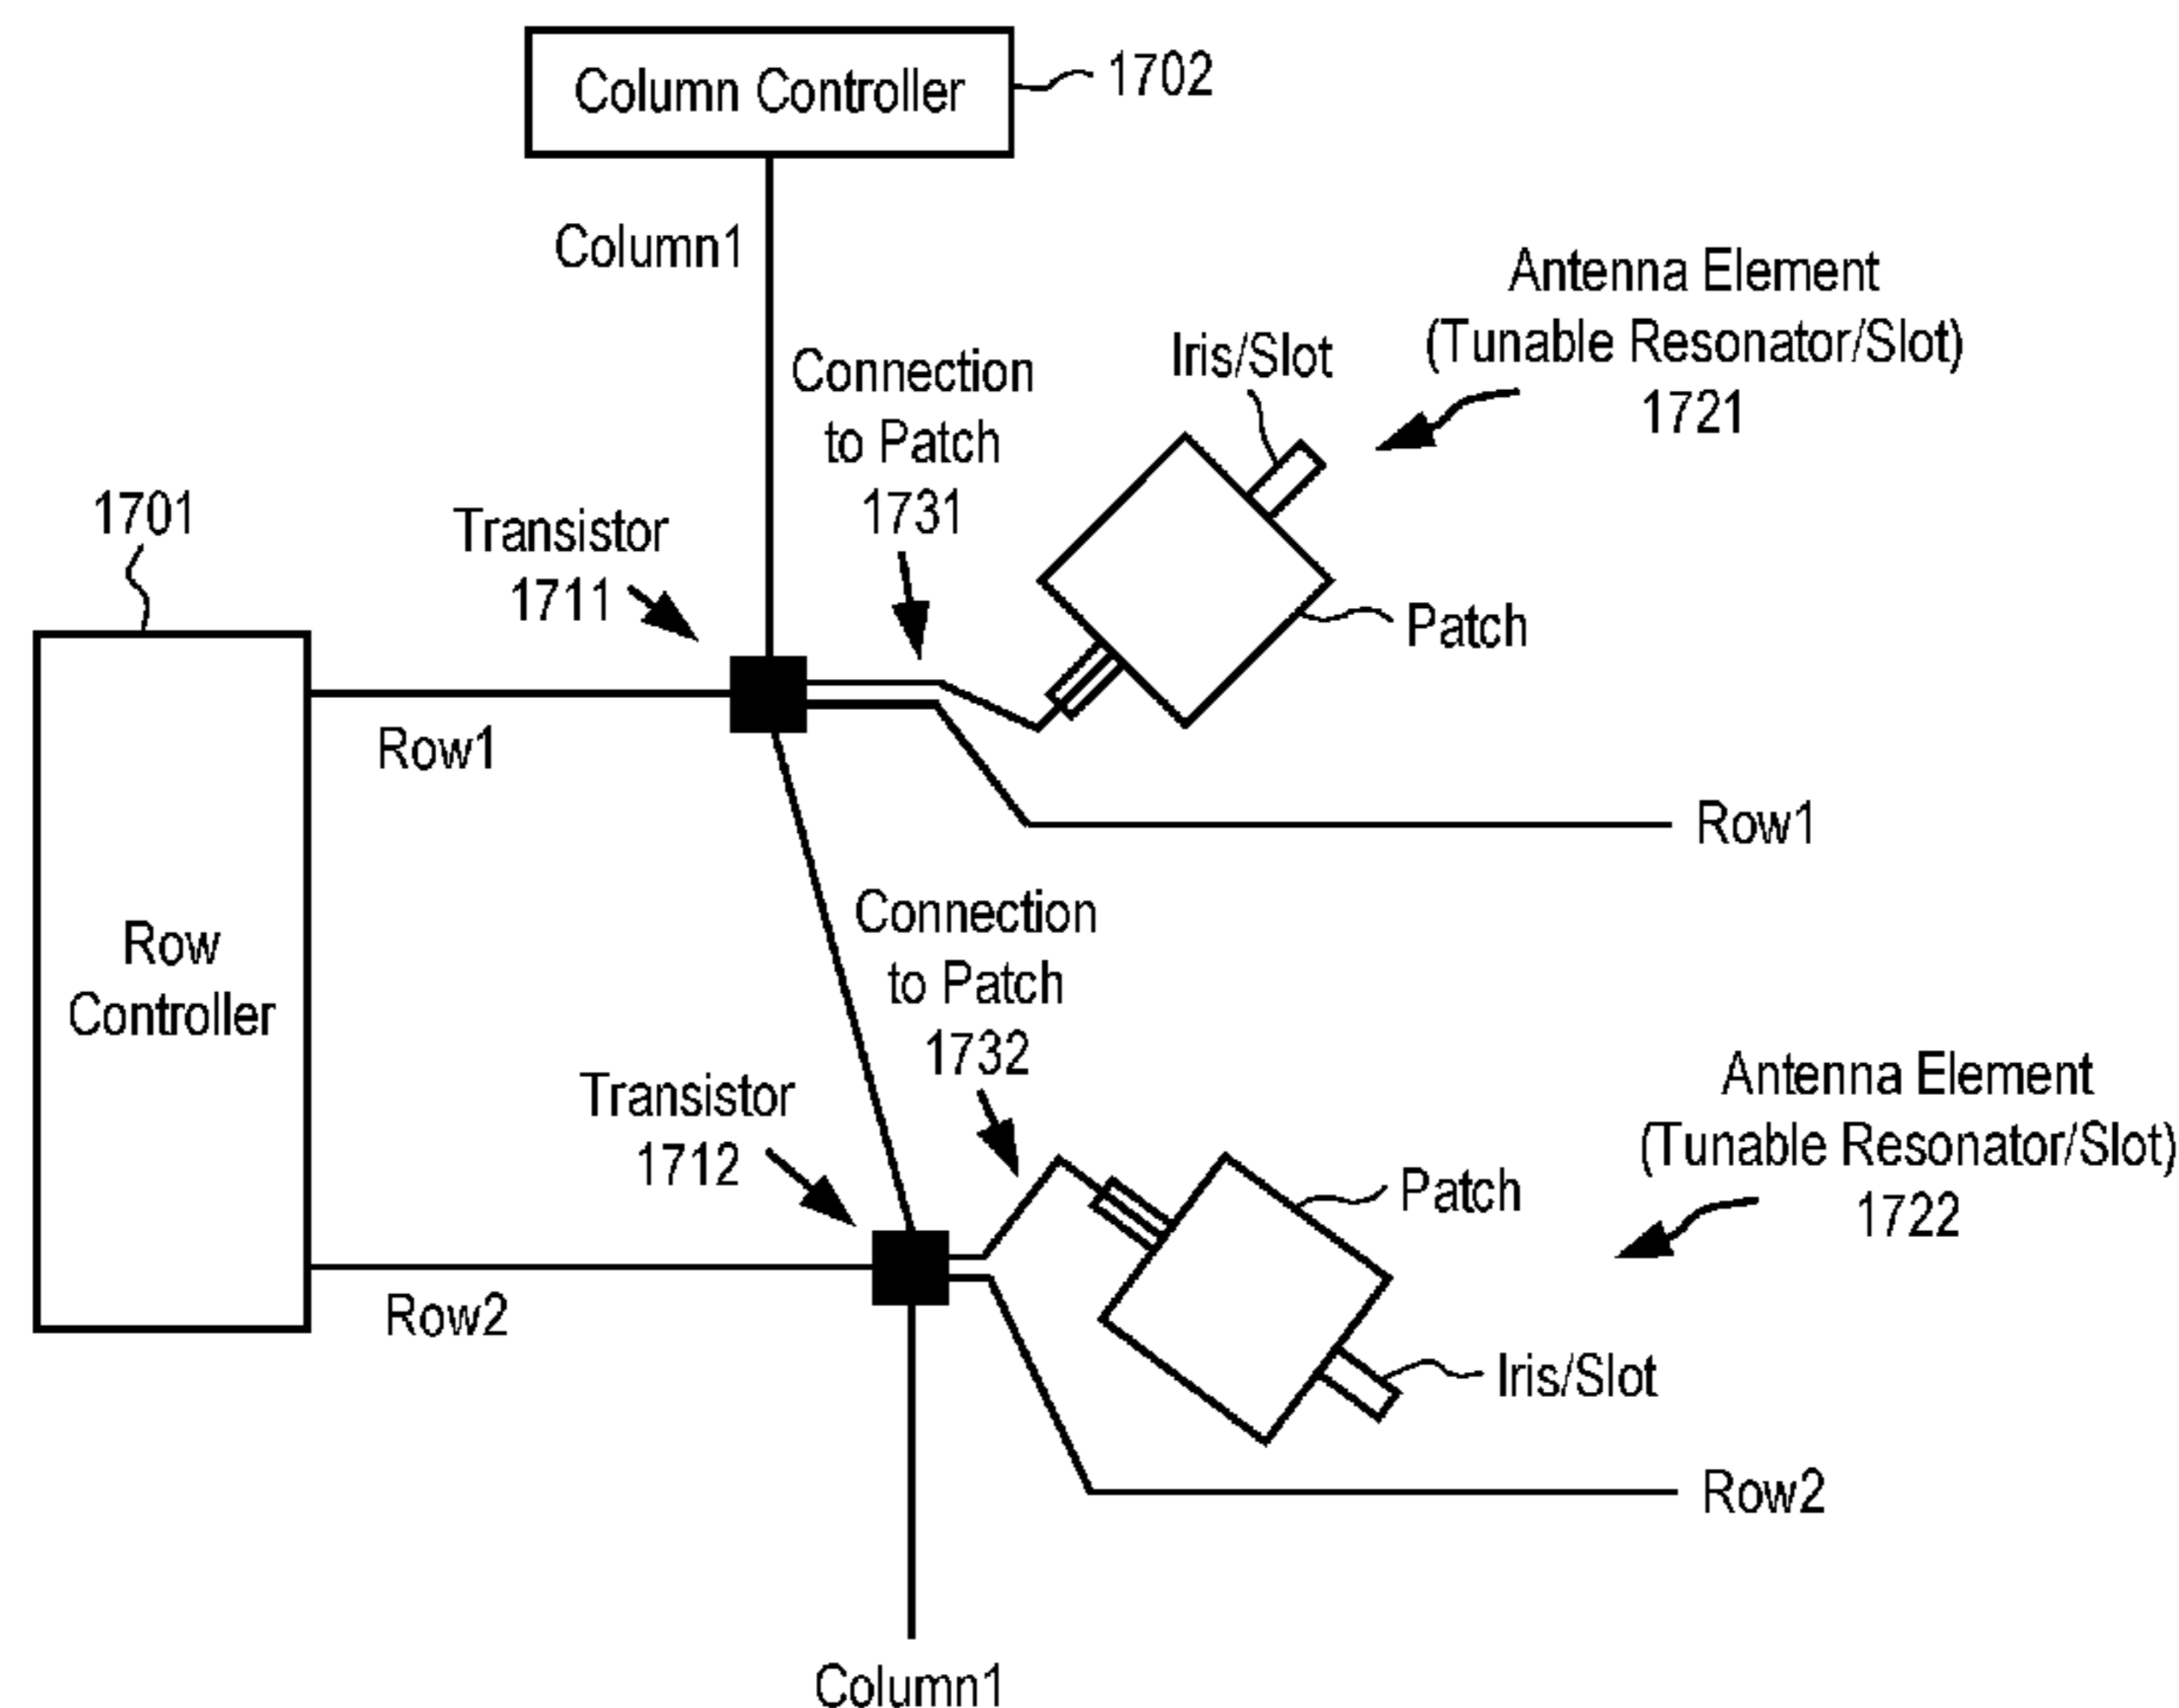 Column Controller
1702
Column1
Antenna Element
(Tunable Resonator/Slot)
1721
Iris/Slot
Connection
to Patch
1731
1701
Transistor
1711
Patch
Row1
Row1
Row
Controller
Connection
to Patch
1732
Transistor
1712
Antenna Element
(Tunable Resonator/Slot)
1722
Patch
Row2
Iris/Slot
Row2
Column1